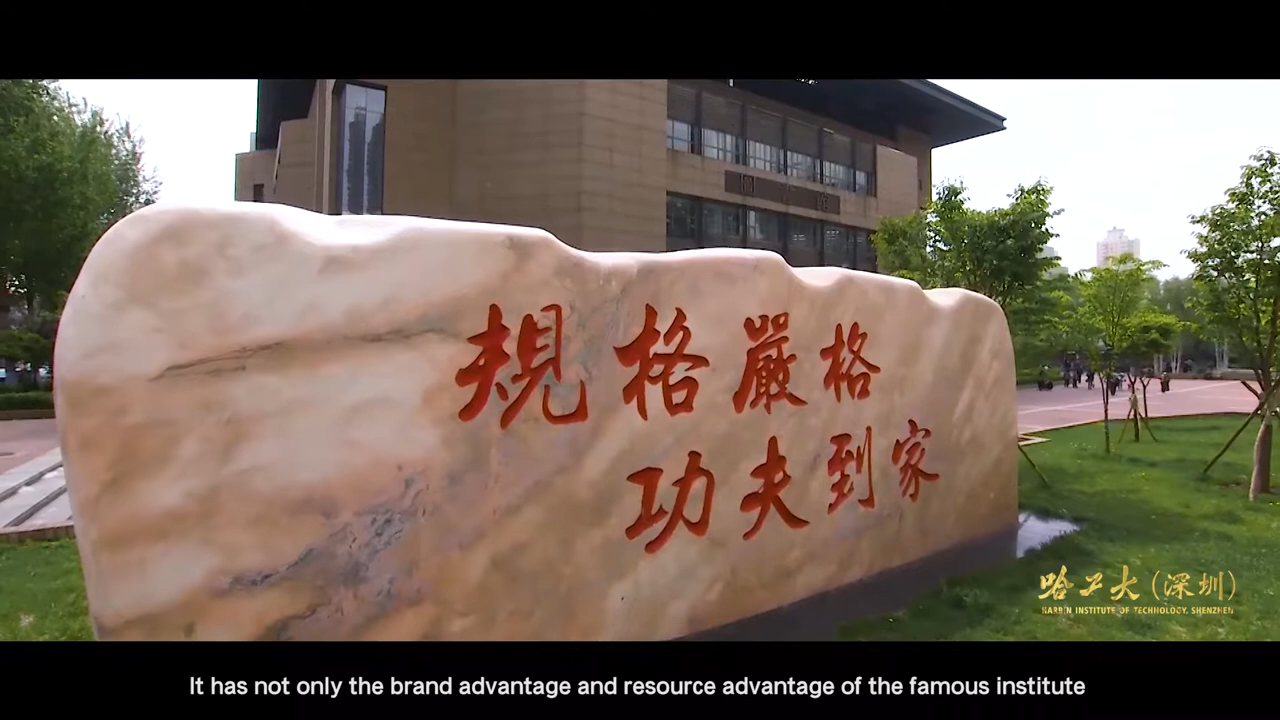 規格嚴格
功夫到家
哈工大(深圳)
HARBIN INSTITUTE OF TECHNOLOGY, SHENZHEN
It has not only the brand advantage and resource advantage of the famous institute